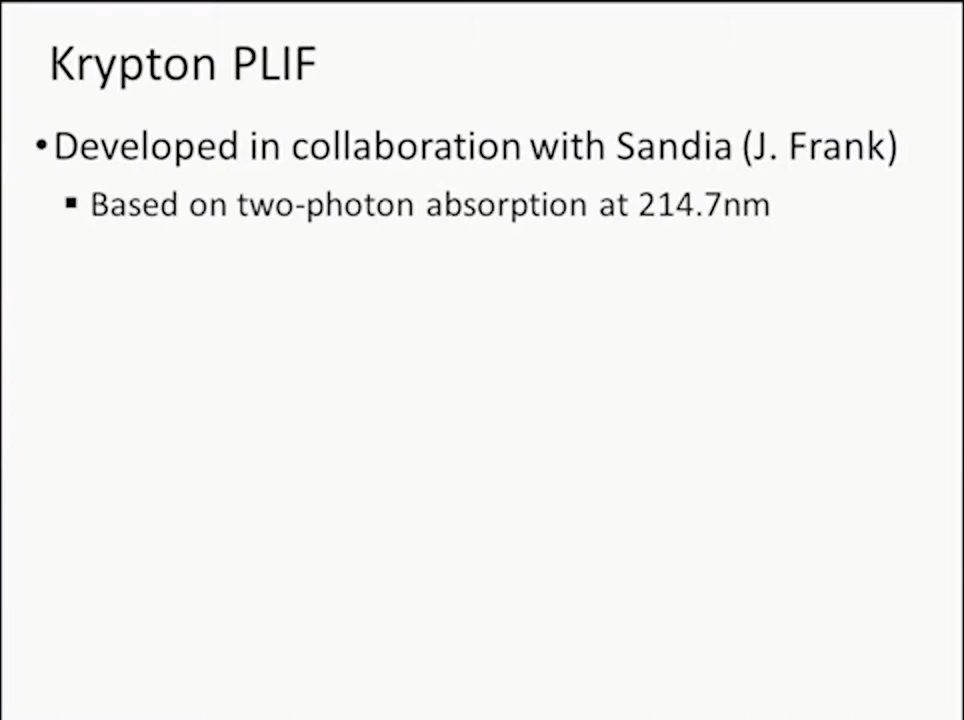 Krypton PLIF
• Developed in collaboration with Sandia (J. Frank)
▪ Based on two-photon absorption at 214.7nm